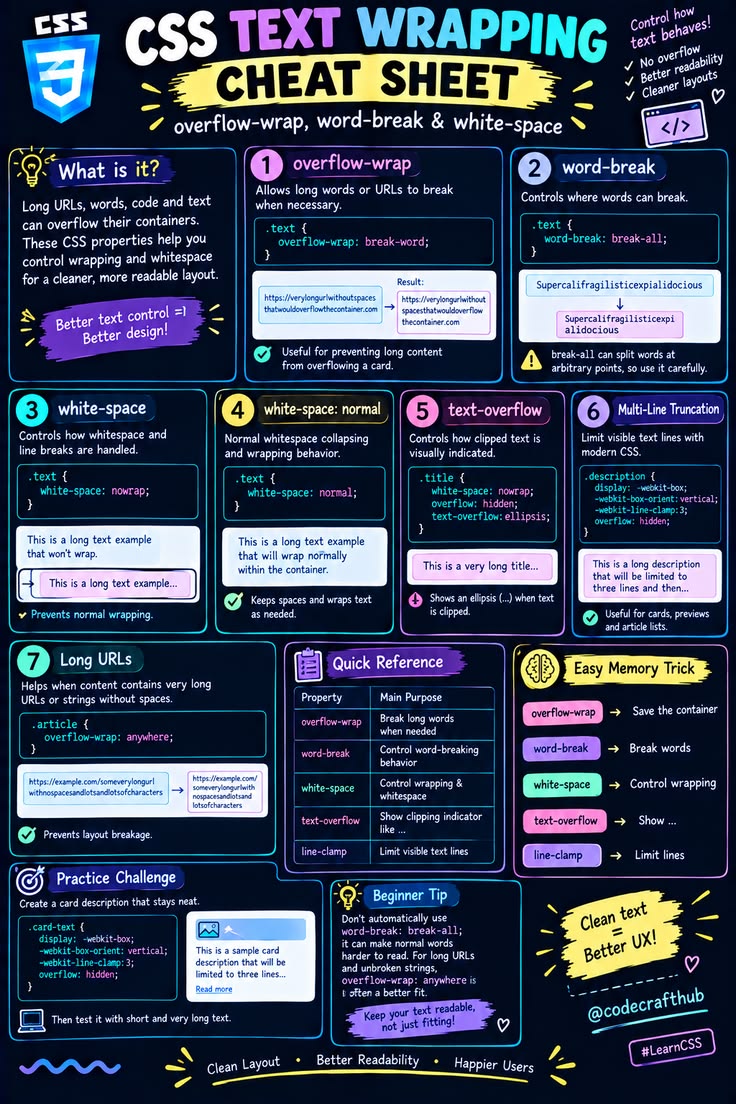 CSS
3
CSS TEXT WRAPPING
CHEAT SHEET
overflow-wrap, word-break & white-space
Control how
text behaves!
✓ No overflow
✓ Better readability
✓ Cleaner layouts
</>
What is it?
Long URLs, words, code and text
can overflow their containers.
These CSS properties help you
control wrapping and whitespace
for a cleaner, more readable layout.
Better text control =
Better design!
1 overflow-wrap
Allows long words or URLs to break
when necessary.
.text {
overflow-wrap: break-word;
}
Result:
https://verylongurlwithoutspaces
thatwouldoverflowthecontainer.com
→
https://verylongurlwithout
spacesthatwouldoverflow
thecontainer.com
Useful for preventing long content
from overflowing a card.
2 word-break
Controls where words can break.
.text {
word-break: break-all;
}
Supercalifragilisticexpialidocious
↓
Supercalifragilisticexpi
alidocious
break-all can split words at
arbitrary points, so use it carefully.
3 white-space
Controls how whitespace and
line breaks are handled.
.text {
white-space: nowrap;
}
This is a long text example
that won't wrap.
→ This is a long text example...
✓ Prevents normal wrapping.
4 white-space: normal
Normal whitespace collapsing
and wrapping behavior.
.text {
white-space: normal;
}
This is a long text example
that will wrap normally
within the container.
Keeps spaces and wraps text
as needed.
5 text-overflow
Controls how clipped text is
visually indicated.
.title {
white-space: nowrap;
overflow: hidden;
text-overflow: ellipsis;
}
This is a very long title...
Shows an ellipsis (...) when text
is clipped.
6 Multi-Line Truncation
Limit visible text lines with
modern CSS.
.description {
display: -webkit-box;
-webkit-box-orient: vertical;
-webkit-line-clamp: 3;
overflow: hidden;
}
This is a long description
that will be limited to
three lines and then...
Useful for cards, previews
and article lists.
7 Long URLs
Helps when content contains very long
URLs or strings without spaces.
.article {
overflow-wrap: anywhere;
}
https://example.com/someverylongurl
withnospacesandlotsandlotsofcharacters
→
https://example.com/
someverylongurlwith
nospacesandlotsand
lotsofcharacters
Prevents layout breakage.
Quick Reference
Property Main Purpose
overflow-wrap Break long words
when needed
word-break Control word-breaking
behavior
white-space Control wrapping &
whitespace
text-overflow Show clipping indicator
like ...
line-clamp Limit visible text lines
Easy Memory Trick
overflow-wrap → Save the container
word-break → Break words
white-space → Control wrapping
text-overflow → Show ...
line-clamp → Limit lines
Practice Challenge
Create a card description that stays neat.
.card-text {
display: -webkit-box;
-webkit-box-orient: vertical;
-webkit-line-clamp: 3;
overflow: hidden;
}
This is a sample card
description that will be
limited to three lines...
Read more
Then test it with short and very long text.
Beginner Tip
Don't automatically use
word-break: break-all;
it can make normal words
harder to read. For long URLs
and unbroken strings,
overflow-wrap: anywhere is
often a better fit.
Keep your text readable,
not just fitting!
Clean text
=
Better UX!
@codecrafthub
#LearnCSS
Clean Layout • Better Readability • Happier Users